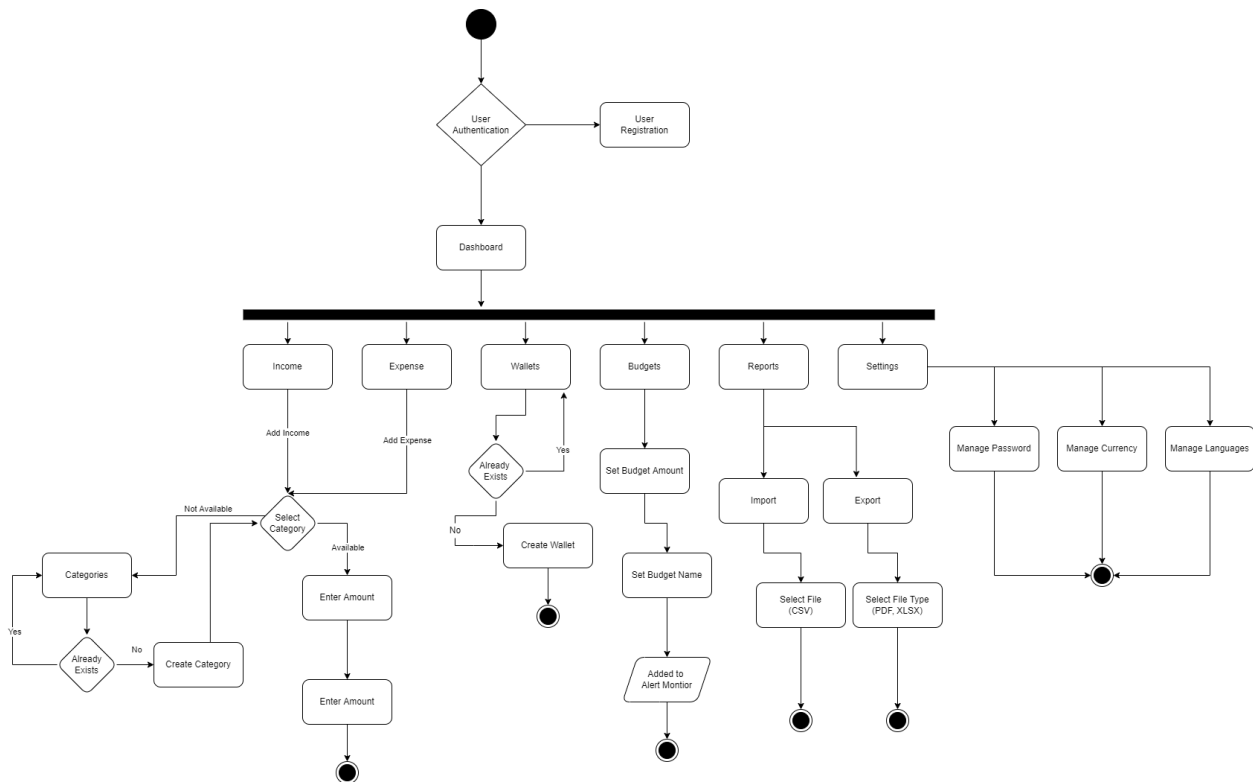 User
Authentication
User
Registration
Dashboard
Income
Expense
Wallets
Budgets
Reports
Settings
Add Income
Add Expense
Yes
Already
Exists
Manage Password
Manage Currency
Manage Languages
Set Budget Amount
Import
Export
Not Available
Select
Category
No
Available
Create Wallet
Categories
Enter Amount
Set Budget Name
Select File
(CSV)
Select File Type
(PDF, XLSX)
Yes
Already
Exists
No
Create Category
Added to
Alert Montior
Enter Amount